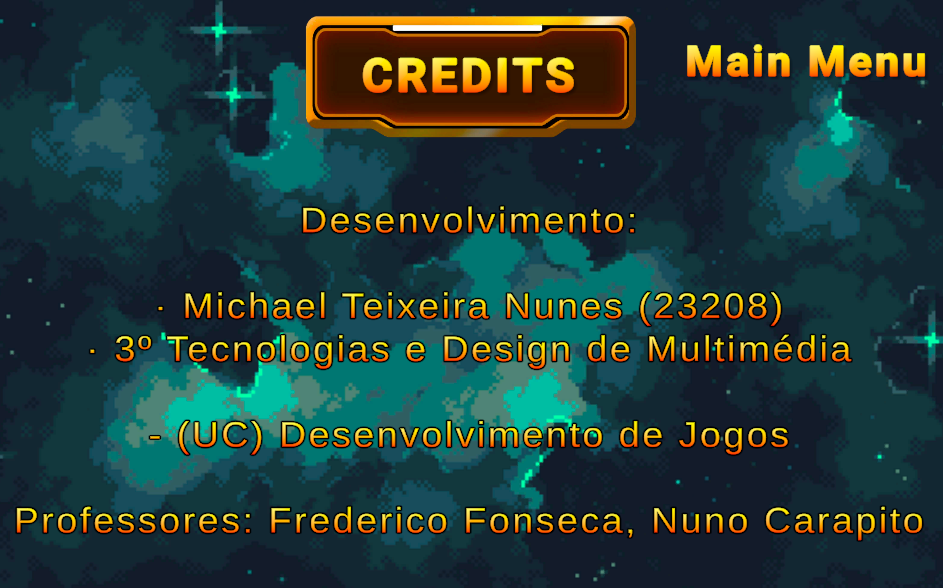 CREDITS
Main Menu
Desenvolvimento:
· Michael Teixeira Nunes (23208)
· 3º Tecnologias e Design de Multimédia
- (UC) Desenvolvimento de Jogos
Professores: Frederico Fonseca, Nuno Carapito